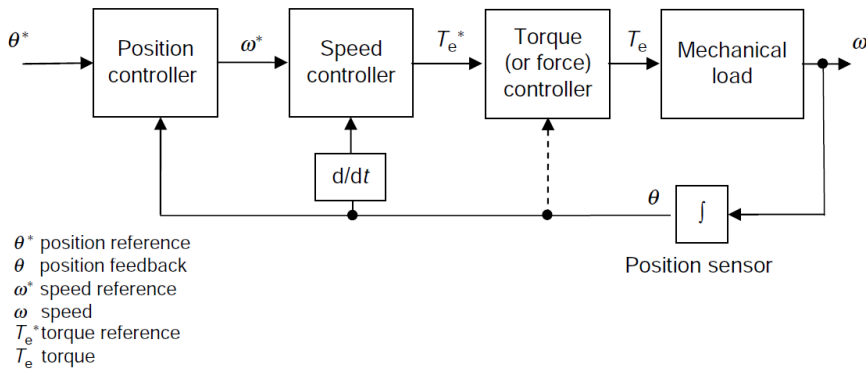 θ*
Position
controller
ω*
Speed
controller
Te*
Torque
(or force)
controller
Te
Mechanical
load
ω
d/dt
θ
∫
Position sensor
θ* position reference
θ position feedback
ω* speed reference
ω speed
Te* torque reference
Te torque